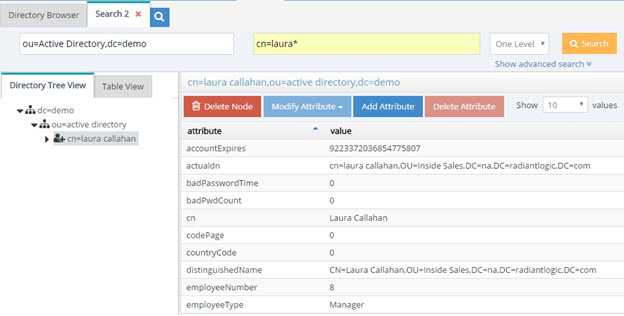 Directory Browser Search 2 ×
ou=Active Directory,dc=demo cn=laura* One Level Search
Show advanced search
Directory Tree View Table View
cn=laura callahan,ou=active directory,dc=demo
Delete Node Modify Attribute Add Attribute Delete Attribute Show 10 values
dc=demo
ou=active directory
cn=laura callahan
attribute value
accountExpires 9223372036854775807
actualdn cn=laura callahan,OU=Inside Sales,DC=na,DC=radiantlogic,DC=com
badPasswordTime 0
badPwdCount 0
cn Laura Callahan
codePage 0
countryCode 0
distinguishedName CN=Laura Callahan,OU=Inside Sales,DC=na,DC=radiantlogic,DC=com
employeeNumber 8
employeeType Manager